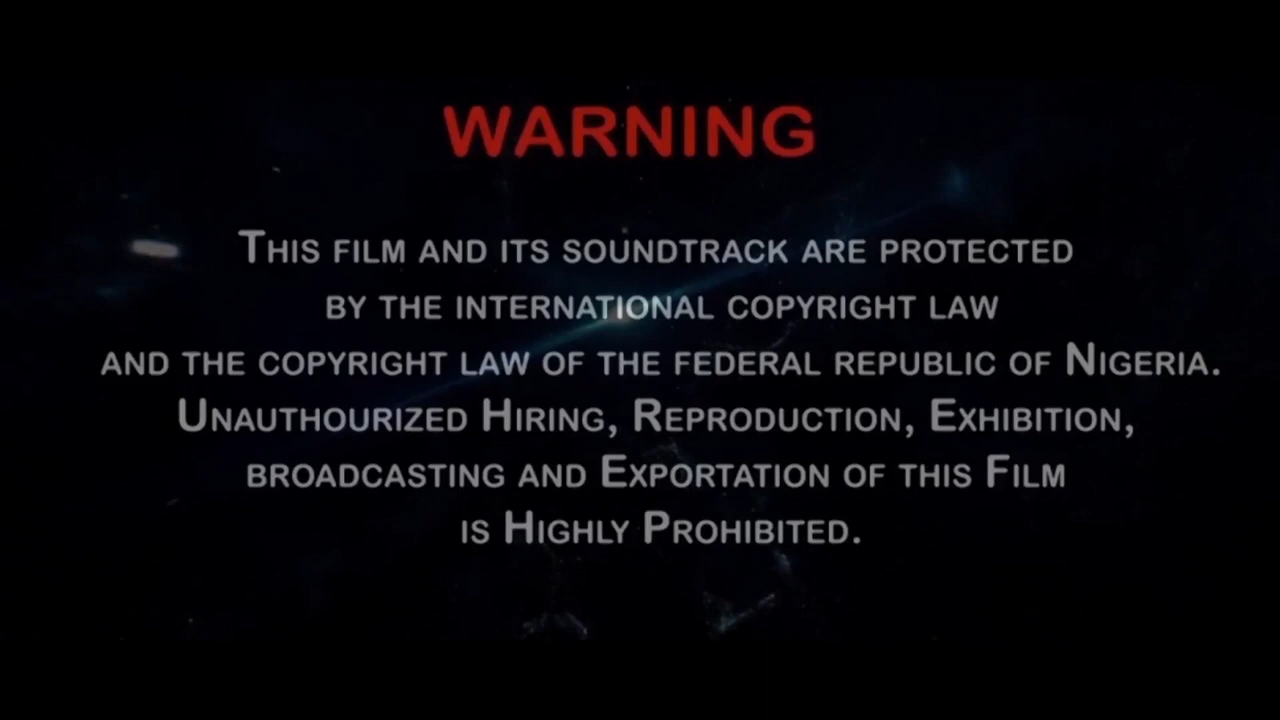 WARNING
This film and its soundtrack are protected
by the international copyright law
and the copyright law of the federal republic of Nigeria.
Unauthourized Hiring, Reproduction, Exhibition,
broadcasting and Exportation of this Film
is Highly Prohibited.